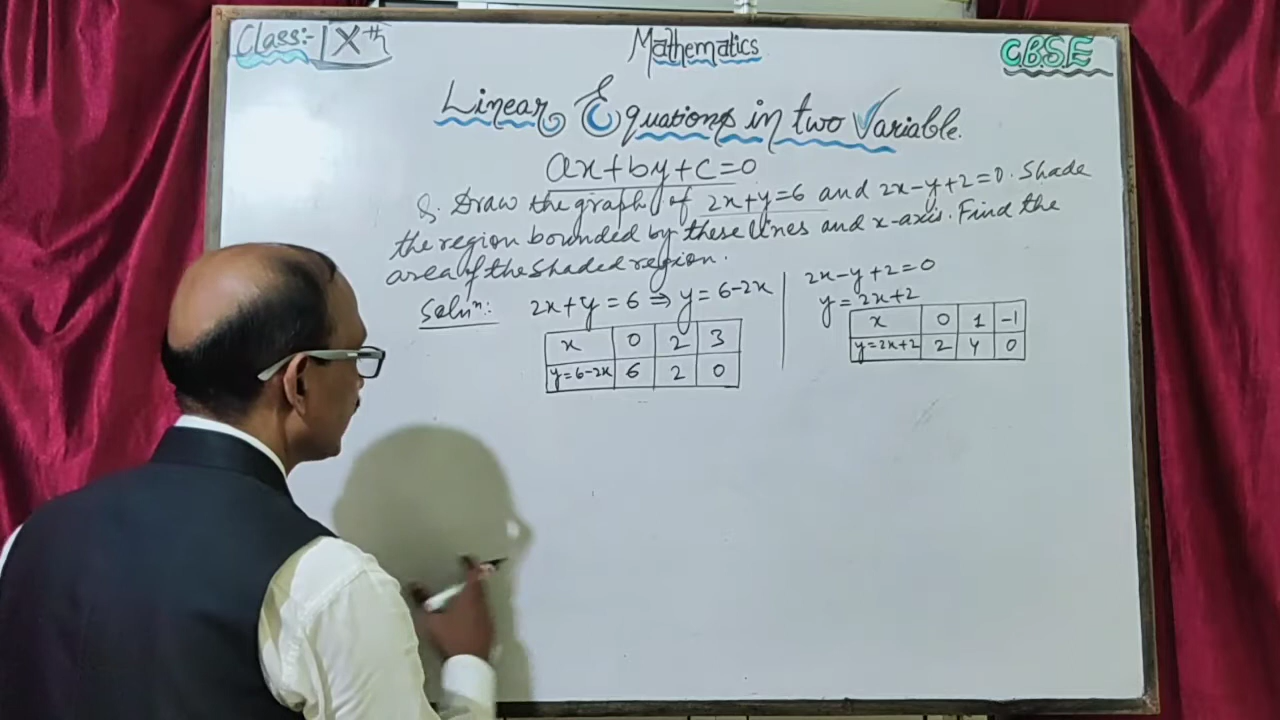 Class:- IXth
Mathematics
CBSE
Linear Equations in two Variable.
ax+by+c=0
Q. Draw the graph of 2x+y=6 and 2x-y+2=0. Shade
the region bounded by these lines and x-axis. Find the
area of the shaded region.
Soluⁿ: 2x+y=6 ⇒ y=6-2x
x 0 2 3
y=6-2x 6 2 0
2x-y+2=0
y=2x+2
x 0 1 -1
y=2x+2 2 4 0